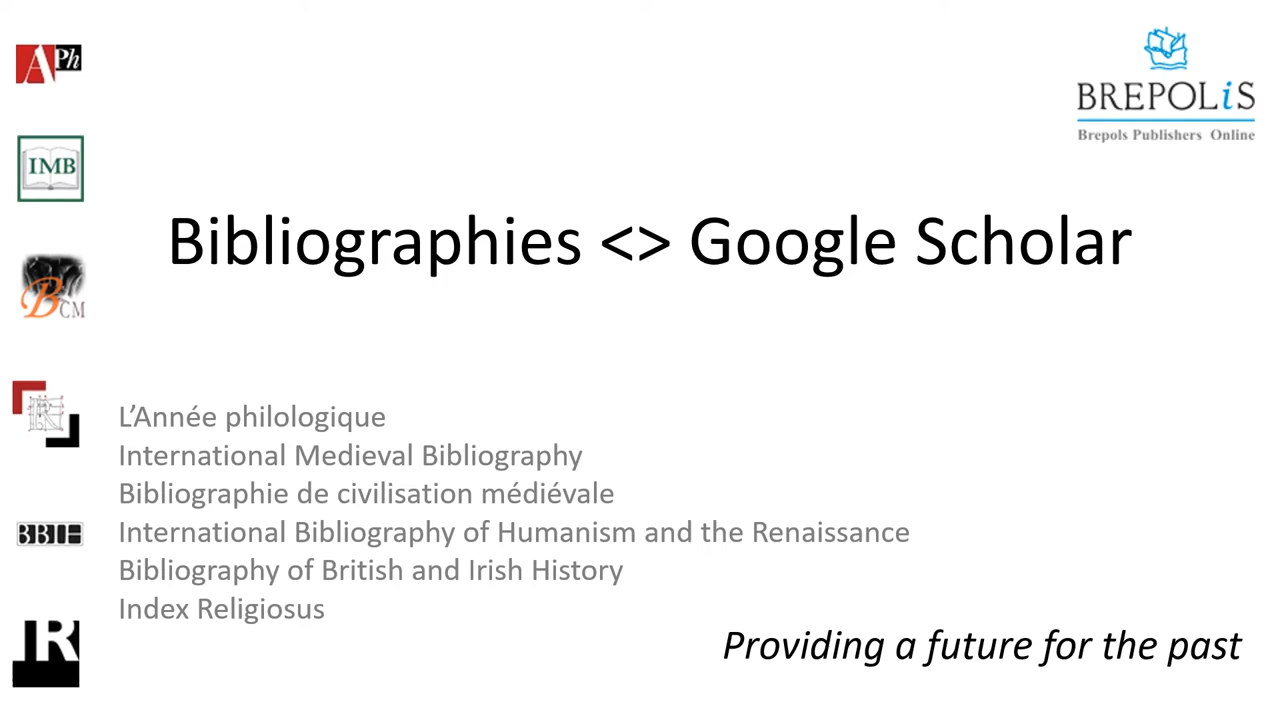 APh
BREPOLiS
Brepols Publishers Online
IMB
Bibliographies <> Google Scholar
BCM
L’Année philologique
International Medieval Bibliography
Bibliographie de civilisation médiévale
International Bibliography of Humanism and the Renaissance
BBIH
Bibliography of British and Irish History
Index Religiosus
IR
Providing a future for the past